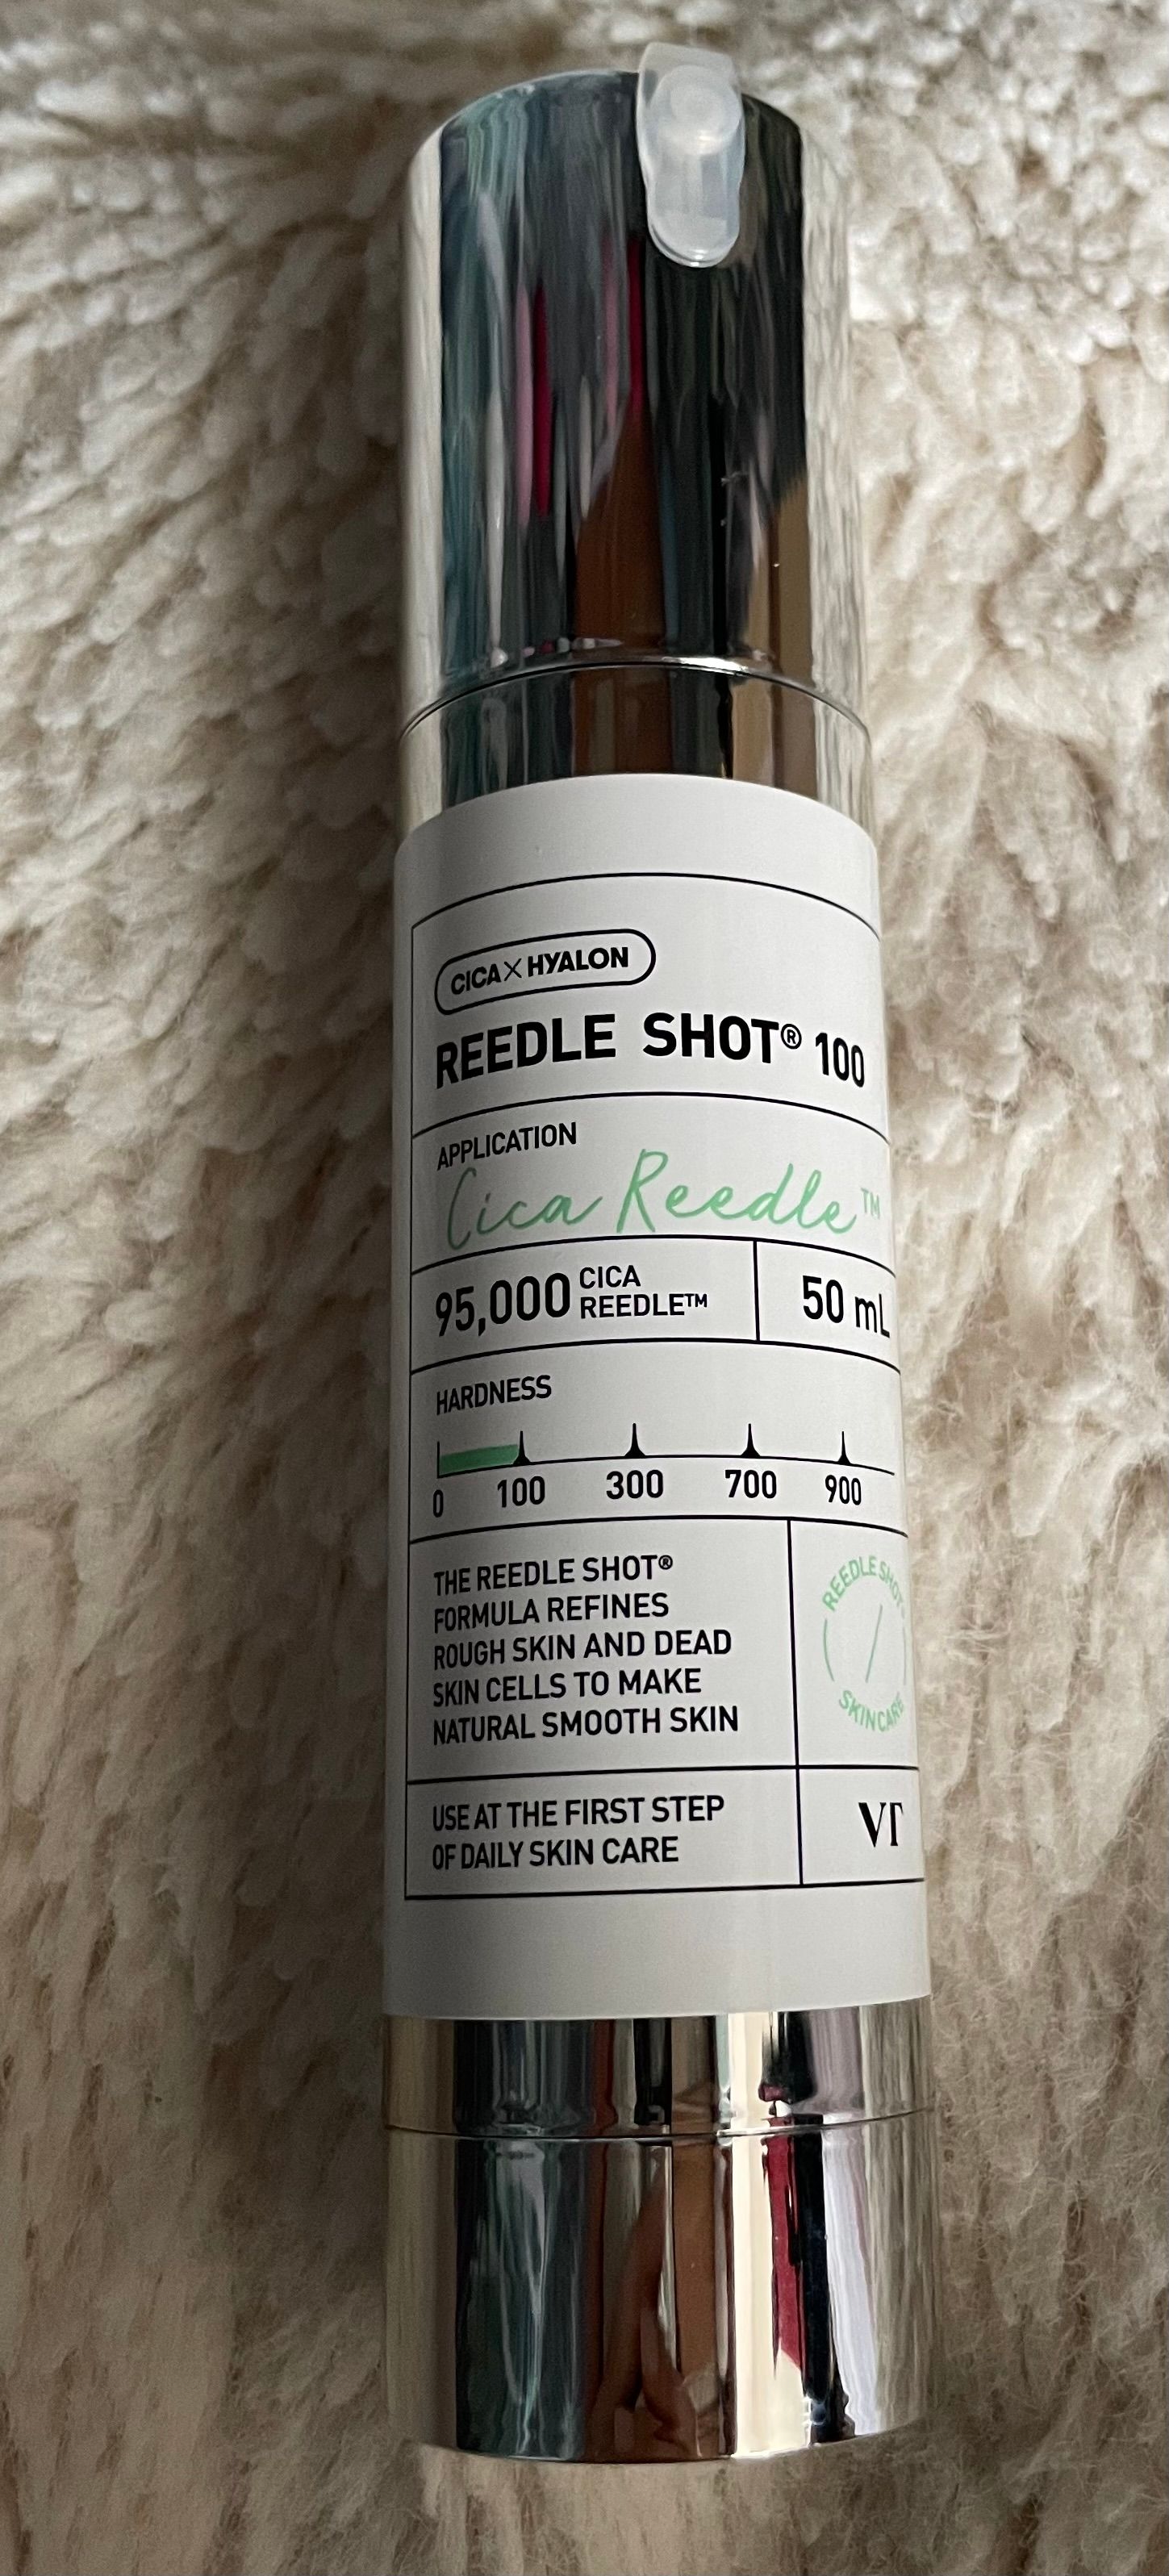 CICA×HYALON
REEDLE SHOT® 100
APPLICATION
Cica Reedle™
95,000 CICA REEDLE™
50 mL
HARDNESS
0 100 300 700 900
THE REEDLE SHOT®
FORMULA REFINES
ROUGH SKIN AND DEAD
SKIN CELLS TO MAKE
NATURAL SMOOTH SKIN
REEDLE SHOT
SKINCARE
USE AT THE FIRST STEP
OF DAILY SKIN CARE
VT